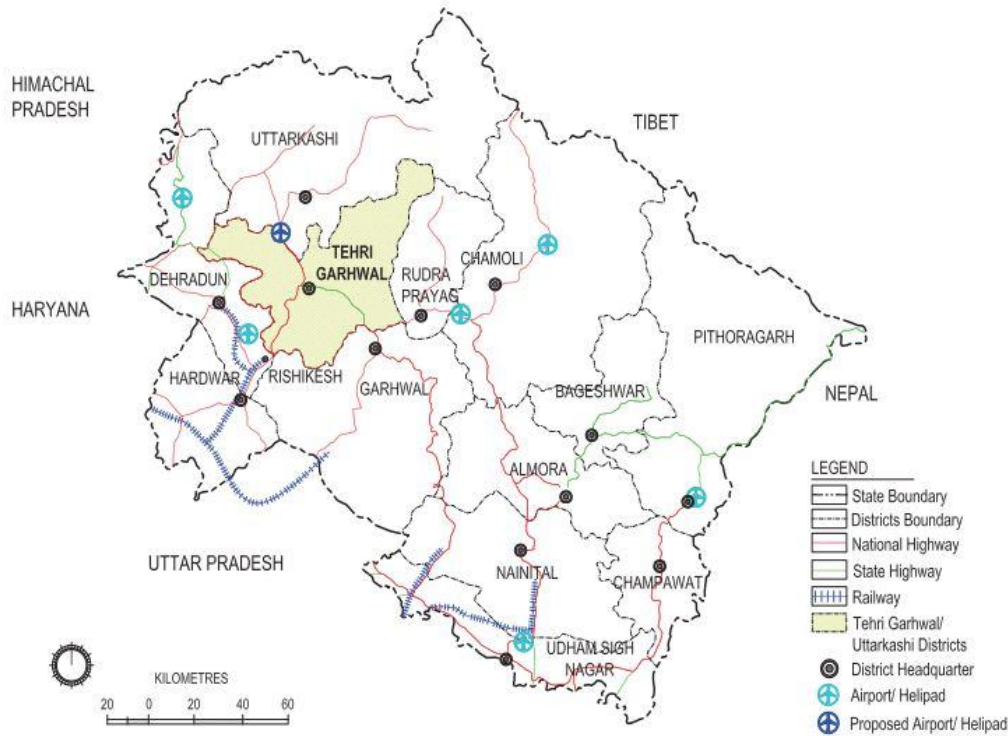 HIMACHAL
PRADESH
TIBET
UTTARKASHI
TEHRI
GARHWAL
RUDRA
PRAYAG
CHAMOLI
DEHRADUN
HARYANA
PITHORAGARH
HARDWAR
RISHIKESH
GARHWAL
BAGESHWAR
NEPAL
ALMORA
UTTAR PRADESH
NAINITAL
CHAMPAWAT
UDHAM SIGH
NAGAR
KILOMETRES
20 0 20 40 60
LEGEND
State Boundary
Districts Boundary
National Highway
State Highway
Railway
Tehri Garhwal/
Uttarkashi Districts
District Headquarter
Airport/ Helipad
Proposed Airport/ Helipad